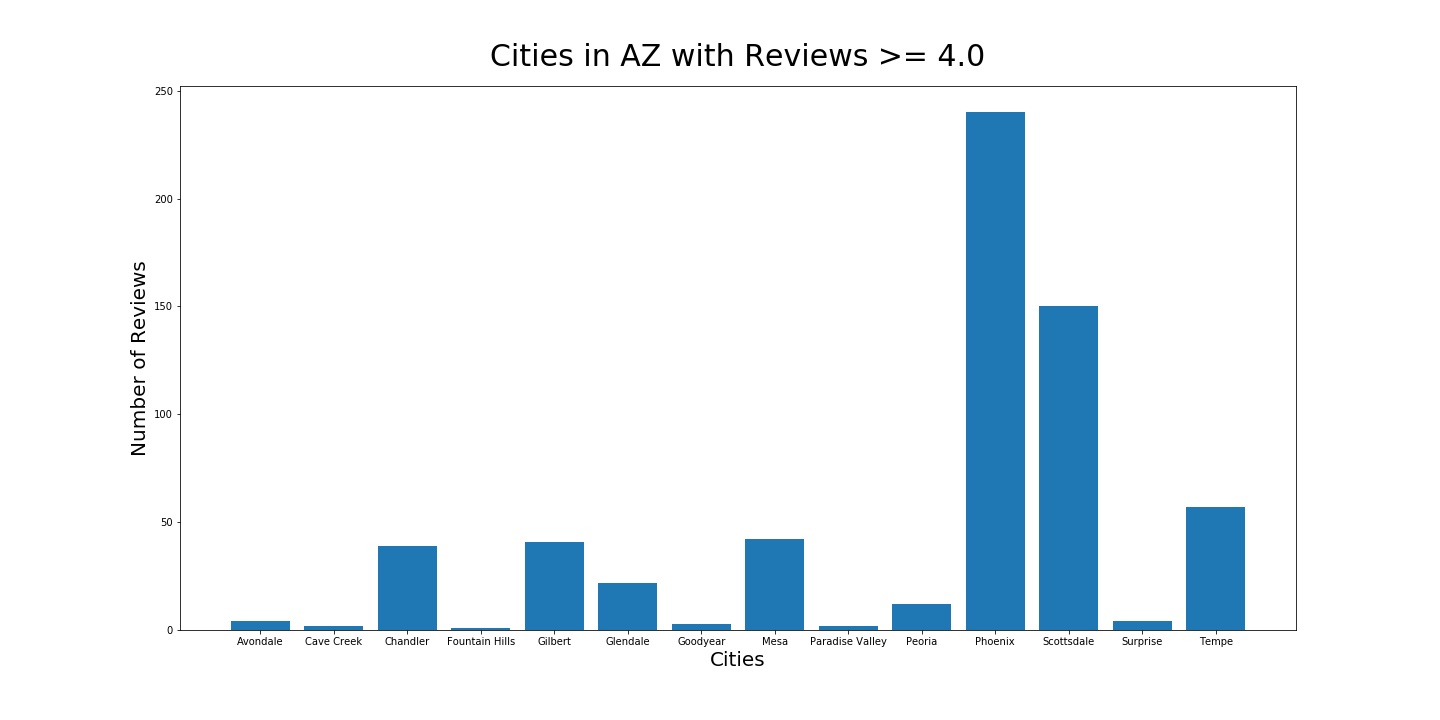 Cities in AZ with Reviews >= 4.0
250
200
150
100
50
0
Number of Reviews
Avondale Cave Creek Chandler Fountain Hills Gilbert Glendale Goodyear Mesa Paradise Valley Peoria Phoenix Scottsdale Surprise Tempe
Cities